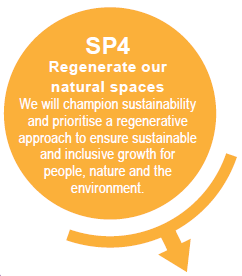 SP4
Regenerate our
natural spaces
We will champion sustainability
and prioritise a regenerative
approach to ensure sustainable
and inclusive growth for
people, nature and the
environment.